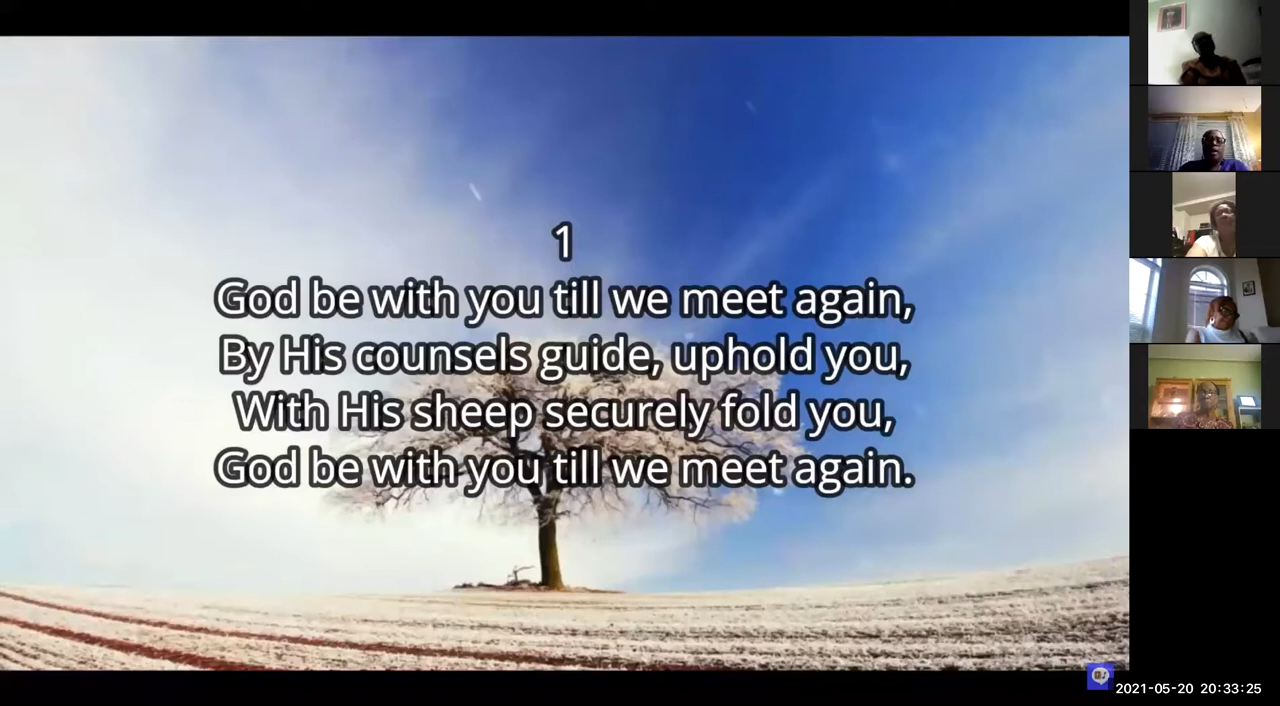 1
God be with you till we meet again,
By His counsels guide, uphold you,
With His sheep securely fold you,
God be with you till we meet again.
2021-05-20 20:33:25